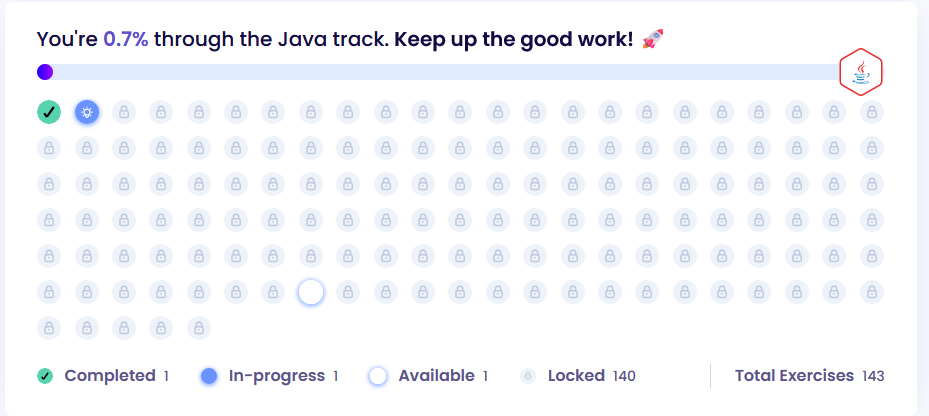 You're 0.7% through the Java track. Keep up the good work! 🚀
Completed 1 In-progress 1 Available 1 Locked 140 Total Exercises 143